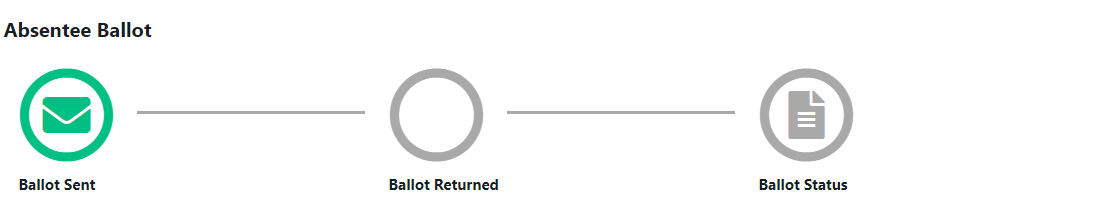 Absentee Ballot
Ballot Sent
Ballot Returned
Ballot Status